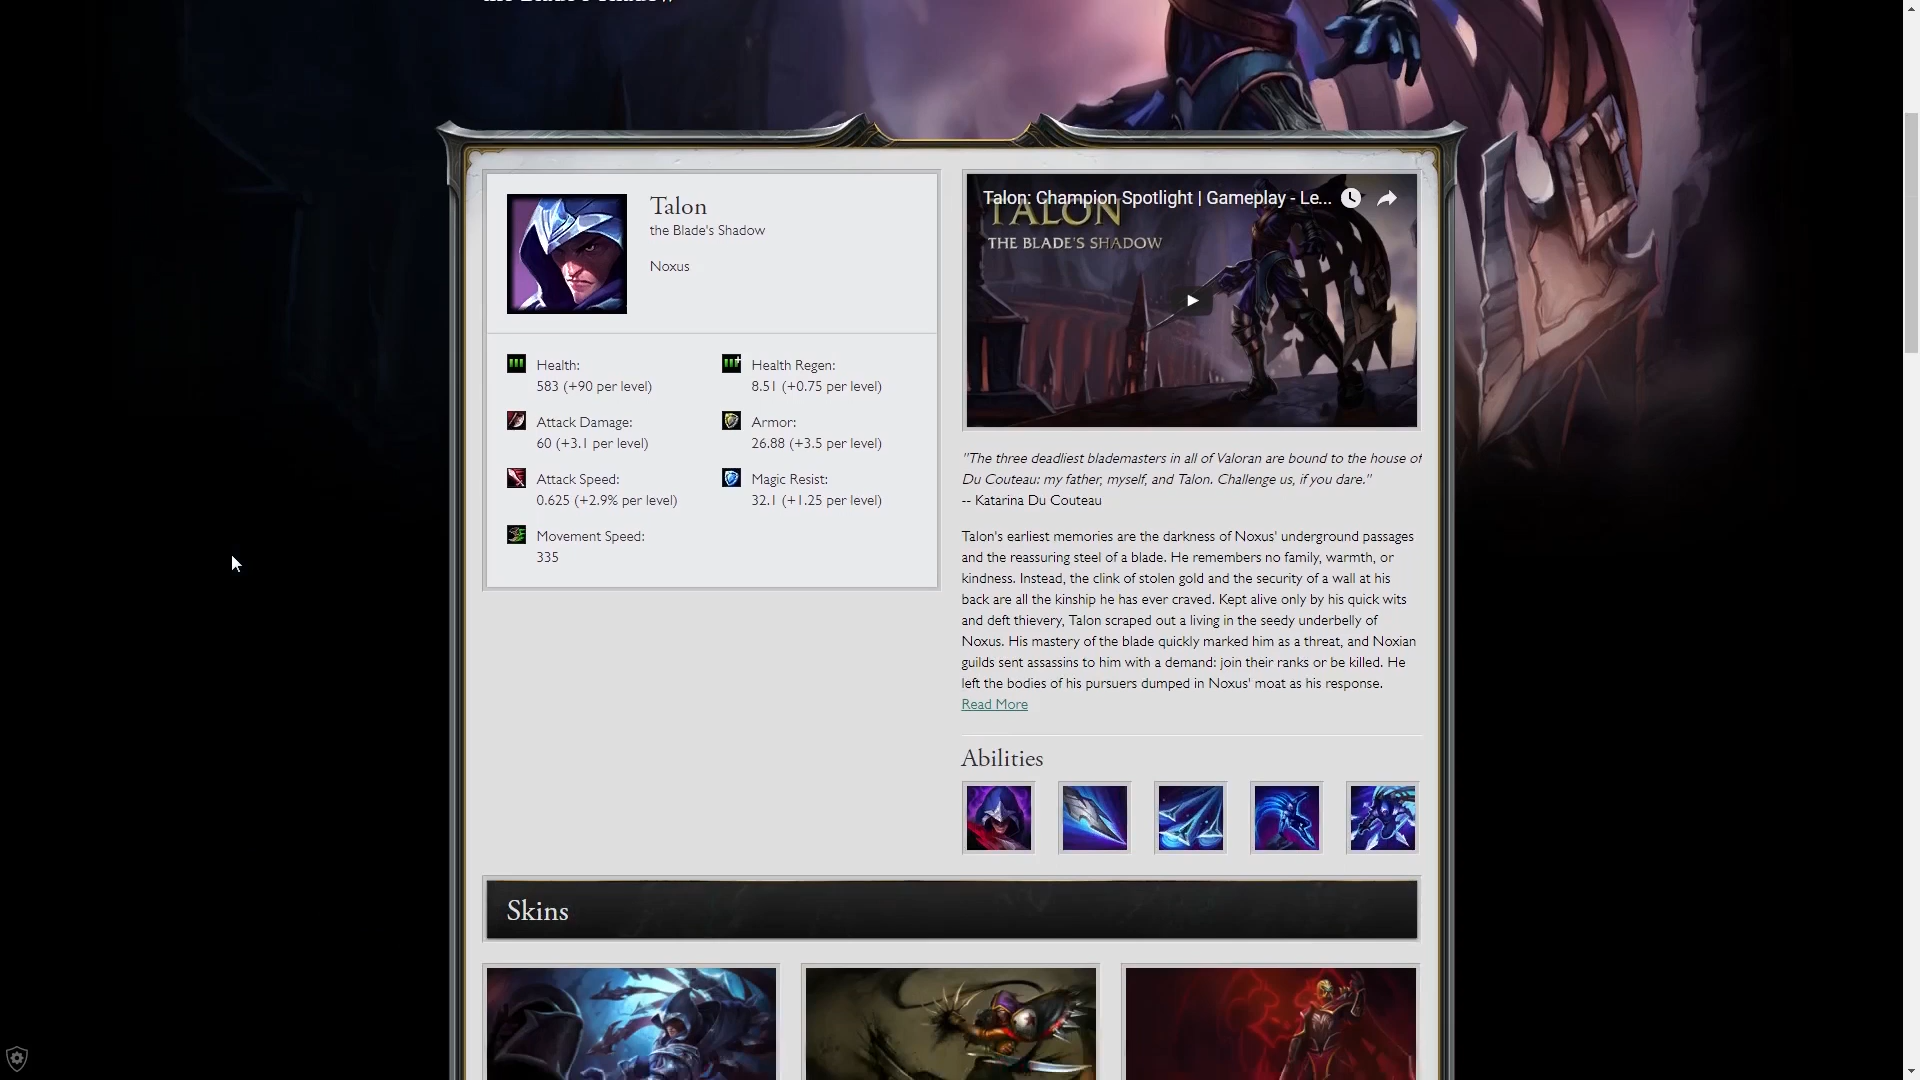 the Blade's Shadow
Talon
the Blade's Shadow
Noxus
Health:
583 (+90 per level)
Health Regen:
8.51 (+0.75 per level)
Attack Damage:
60 (+3.1 per level)
Armor:
26.88 (+3.5 per level)
Attack Speed:
0.625 (+2.9% per level)
Magic Resist:
32.1 (+1.25 per level)
Movement Speed:
335
Talon: Champion Spotlight | Gameplay - Le...
TALON
THE BLADE'S SHADOW
"The three deadliest blademasters in all of Valoran are bound to the house of
Du Couteau: my father, myself, and Talon. Challenge us, if you dare."
-- Katarina Du Couteau
Talon's earliest memories are the darkness of Noxus' underground passages
and the reassuring steel of a blade. He remembers no family, warmth, or
kindness. Instead, the clink of stolen gold and the security of a wall at his
back are all the kinship he has ever craved. Kept alive only by his quick wits
and deft thievery, Talon scraped out a living in the seedy underbelly of
Noxus. His mastery of the blade quickly marked him as a threat, and Noxian
guilds sent assassins to him with a demand: join their ranks or be killed. He
left the bodies of his pursuers dumped in Noxus' moat as his response.
Read More
Abilities
Skins